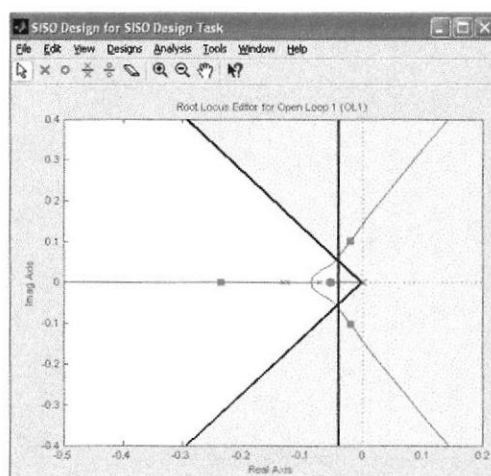 SISO Design for SISO Design Task
File Edit View Designs Analysis Tools Window Help
Root Locus Editor for Open Loop 1 (OL1)
0.4
0.3
0.2
0.1
0
-0.1
-0.2
-0.3
-0.4
Imag Axis
-0.5 -0.4 -0.3 -0.2 -0.1 0 0.1 0.2
Real Axis